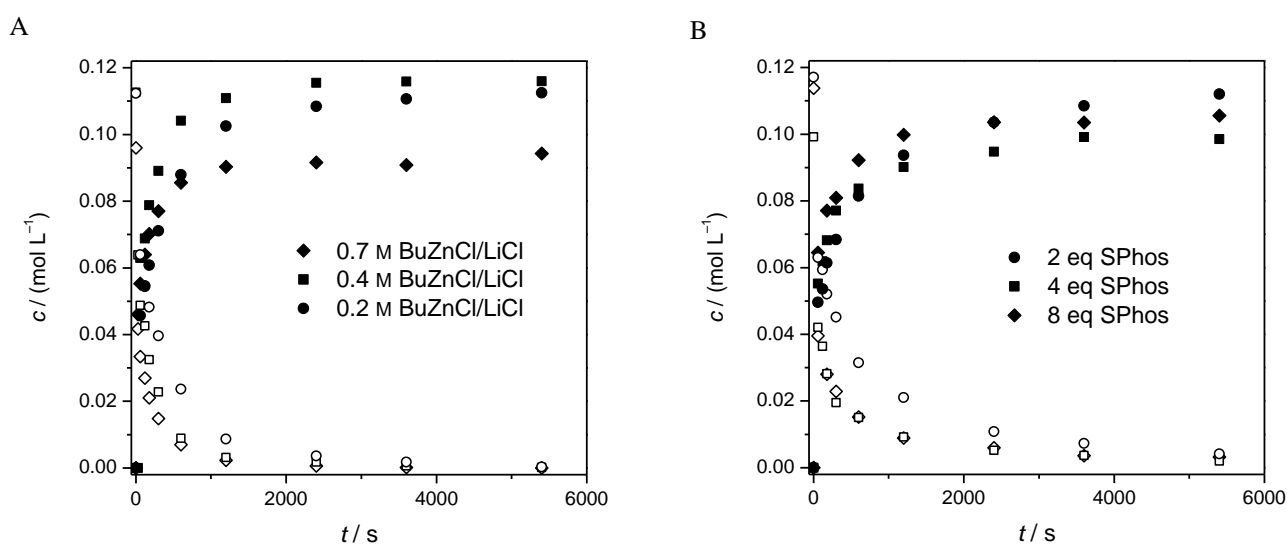 A
B
0.12
0.10
0.08
0.06
0.04
0.02
0.00
c / (mol L⁻¹)
0.7 M BuZnCl/LiCl
0.4 M BuZnCl/LiCl
0.2 M BuZnCl/LiCl
0 2000 4000 6000
t / s
0.12
0.10
0.08
0.06
0.04
0.02
0.00
c / (mol L⁻¹)
2 eq SPhos
4 eq SPhos
8 eq SPhos
0 2000 4000 6000
t / s